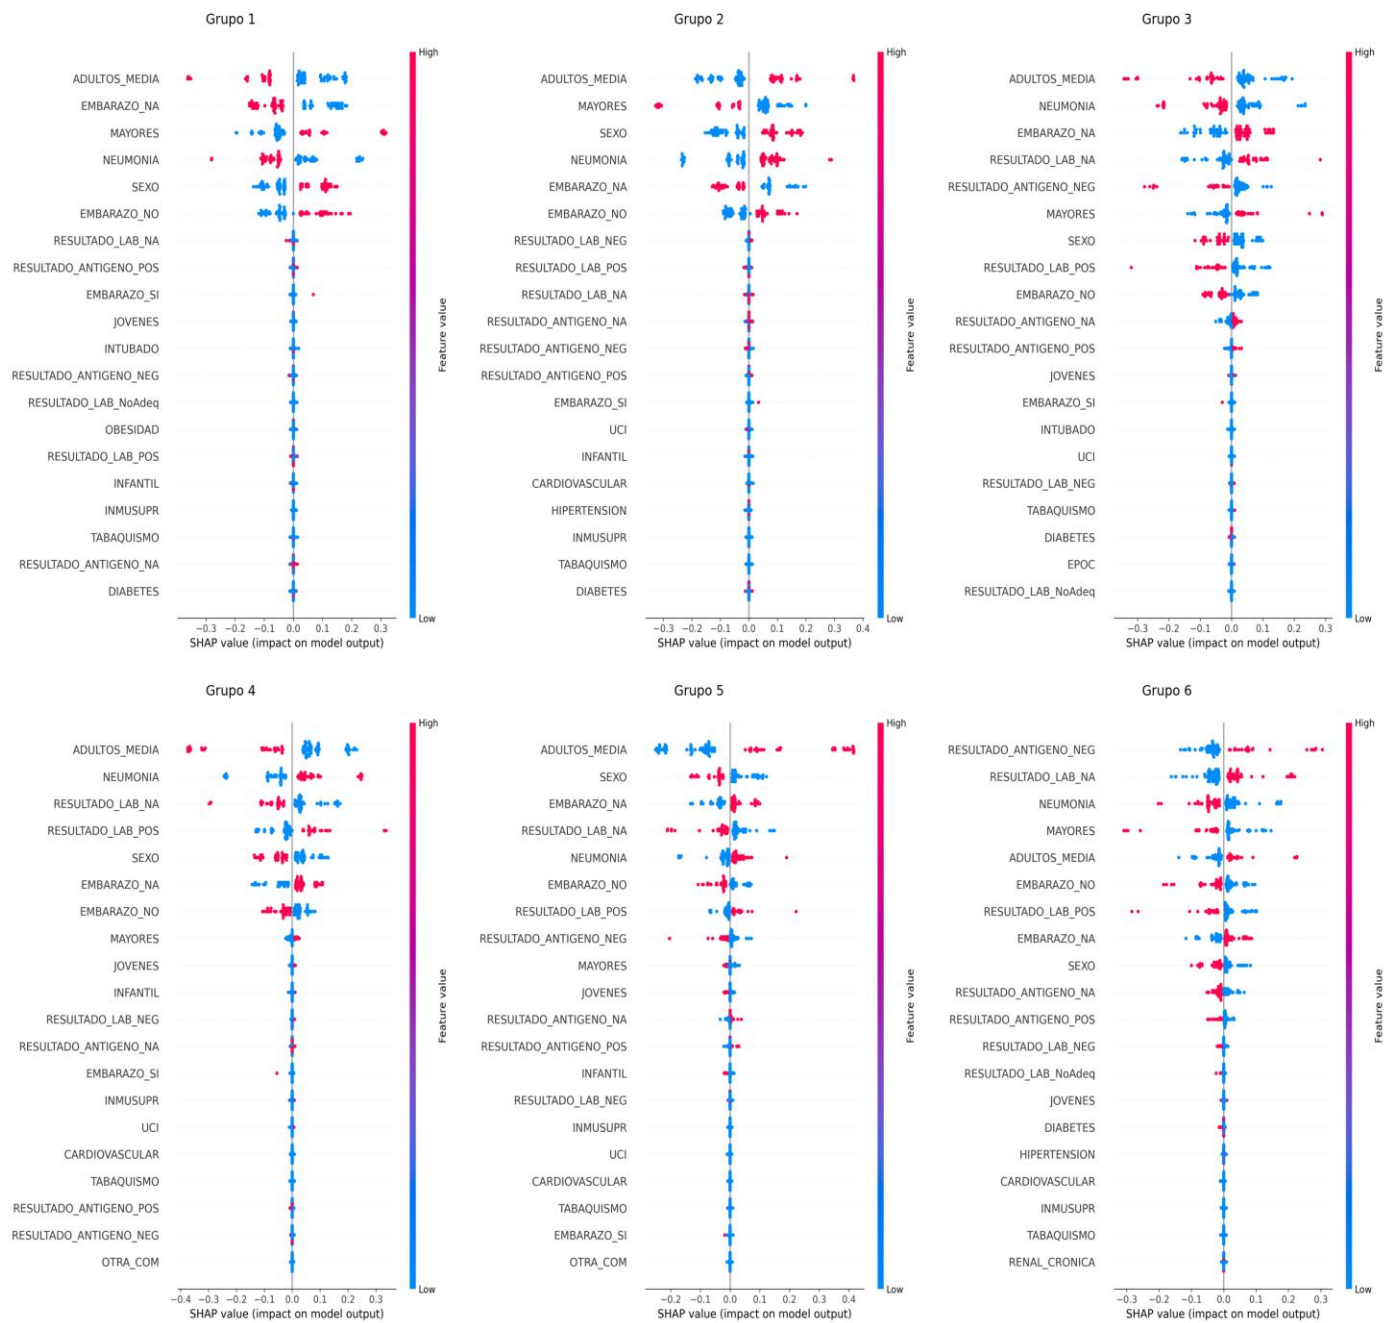 Grupo 1
High
ADULTOS_MEDIA
EMBARAZO_NA
MAYORES
NEUMONIA
SEXO
EMBARAZO_NO
RESULTADO_LAB_NA
RESULTADO_ANTIGENO_POS
EMBARAZO_SI
JOVENES
INTUBADO
RESULTADO_ANTIGENO_NEG
RESULTADO_LAB_NoAdeq
OBESIDAD
RESULTADO_LAB_POS
INFANTIL
INMUSUPR
TABAQUISMO
RESULTADO_ANTIGENO_NA
DIABETES
Feature value
Low
−0.3 −0.2 −0.1 0.0 0.1 0.2 0.3
SHAP value (impact on model output)
Grupo 2
High
ADULTOS_MEDIA
MAYORES
SEXO
NEUMONIA
EMBARAZO_NA
EMBARAZO_NO
RESULTADO_LAB_NEG
RESULTADO_LAB_POS
RESULTADO_LAB_NA
RESULTADO_ANTIGENO_NA
RESULTADO_ANTIGENO_NEG
RESULTADO_ANTIGENO_POS
EMBARAZO_SI
UCI
INFANTIL
CARDIOVASCULAR
HIPERTENSION
INMUSUPR
TABAQUISMO
DIABETES
Feature value
Low
−0.3 −0.2 −0.1 0.0 0.1 0.2 0.3 0.4
SHAP value (impact on model output)
Grupo 3
High
ADULTOS_MEDIA
NEUMONIA
EMBARAZO_NA
RESULTADO_LAB_NA
RESULTADO_ANTIGENO_NEG
MAYORES
SEXO
RESULTADO_LAB_POS
EMBARAZO_NO
RESULTADO_ANTIGENO_NA
RESULTADO_ANTIGENO_POS
JOVENES
EMBARAZO_SI
INTUBADO
UCI
RESULTADO_LAB_NEG
TABAQUISMO
DIABETES
EPOC
RESULTADO_LAB_NoAdeq
Feature value
Low
−0.3 −0.2 −0.1 0.0 0.1 0.2 0.3
SHAP value (impact on model output)
Grupo 4
High
ADULTOS_MEDIA
NEUMONIA
RESULTADO_LAB_NA
RESULTADO_LAB_POS
SEXO
EMBARAZO_NA
EMBARAZO_NO
MAYORES
JOVENES
INFANTIL
RESULTADO_LAB_NEG
RESULTADO_ANTIGENO_NA
EMBARAZO_SI
INMUSUPR
UCI
CARDIOVASCULAR
TABAQUISMO
RESULTADO_ANTIGENO_POS
RESULTADO_ANTIGENO_NEG
OTRA_COM
Feature value
Low
−0.4 −0.3 −0.2 −0.1 0.0 0.1 0.2 0.3
SHAP value (impact on model output)
Grupo 5
High
ADULTOS_MEDIA
SEXO
EMBARAZO_NA
RESULTADO_LAB_NA
NEUMONIA
EMBARAZO_NO
RESULTADO_LAB_POS
RESULTADO_ANTIGENO_NEG
MAYORES
JOVENES
RESULTADO_ANTIGENO_NA
RESULTADO_ANTIGENO_POS
INFANTIL
RESULTADO_LAB_NEG
INMUSUPR
UCI
CARDIOVASCULAR
TABAQUISMO
EMBARAZO_SI
OTRA_COM
Feature value
Low
−0.2 −0.1 0.0 0.1 0.2 0.3 0.4
SHAP value (impact on model output)
Grupo 6
High
RESULTADO_ANTIGENO_NEG
RESULTADO_LAB_NA
NEUMONIA
MAYORES
ADULTOS_MEDIA
EMBARAZO_NO
RESULTADO_LAB_POS
EMBARAZO_NA
SEXO
RESULTADO_ANTIGENO_NA
RESULTADO_ANTIGENO_POS
RESULTADO_LAB_NEG
RESULTADO_LAB_NoAdeq
JOVENES
DIABETES
HIPERTENSION
CARDIOVASCULAR
INMUSUPR
TABAQUISMO
RENAL_CRONICA
Feature value
Low
−0.3 −0.2 −0.1 0.0 0.1 0.2 0.3
SHAP value (impact on model output)